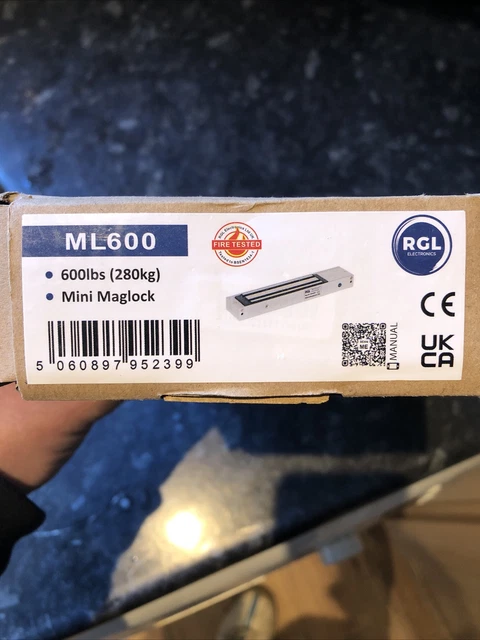 ML600
• 600lbs (280kg)
• Mini Maglock
5 060897 952399
FIRE TESTED
RGL
ELECTRONICS
CE
UK
CA
MANUAL